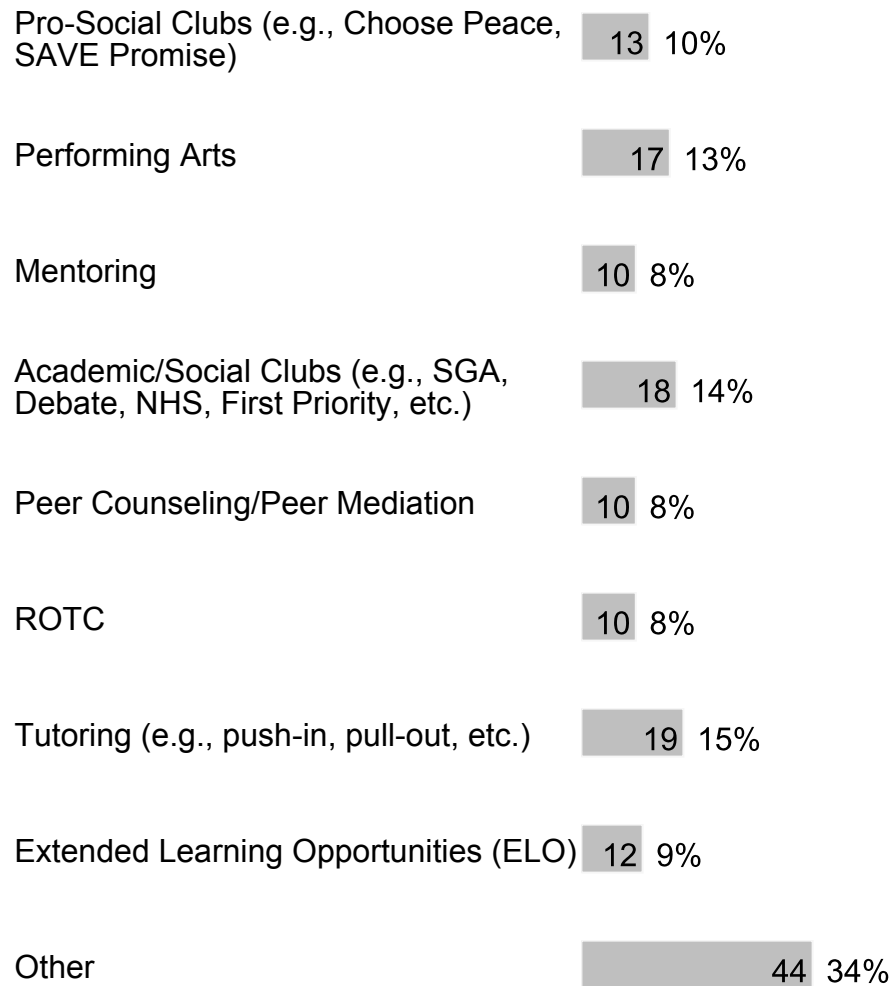 Pro-Social Clubs (e.g., Choose Peace,
SAVE Promise)
13 10%
Performing Arts
17 13%
Mentoring
10 8%
Academic/Social Clubs (e.g., SGA,
Debate, NHS, First Priority, etc.)
18 14%
Peer Counseling/Peer Mediation
10 8%
ROTC
10 8%
Tutoring (e.g., push-in, pull-out, etc.)
19 15%
Extended Learning Opportunities (ELO)
12 9%
Other
44 34%